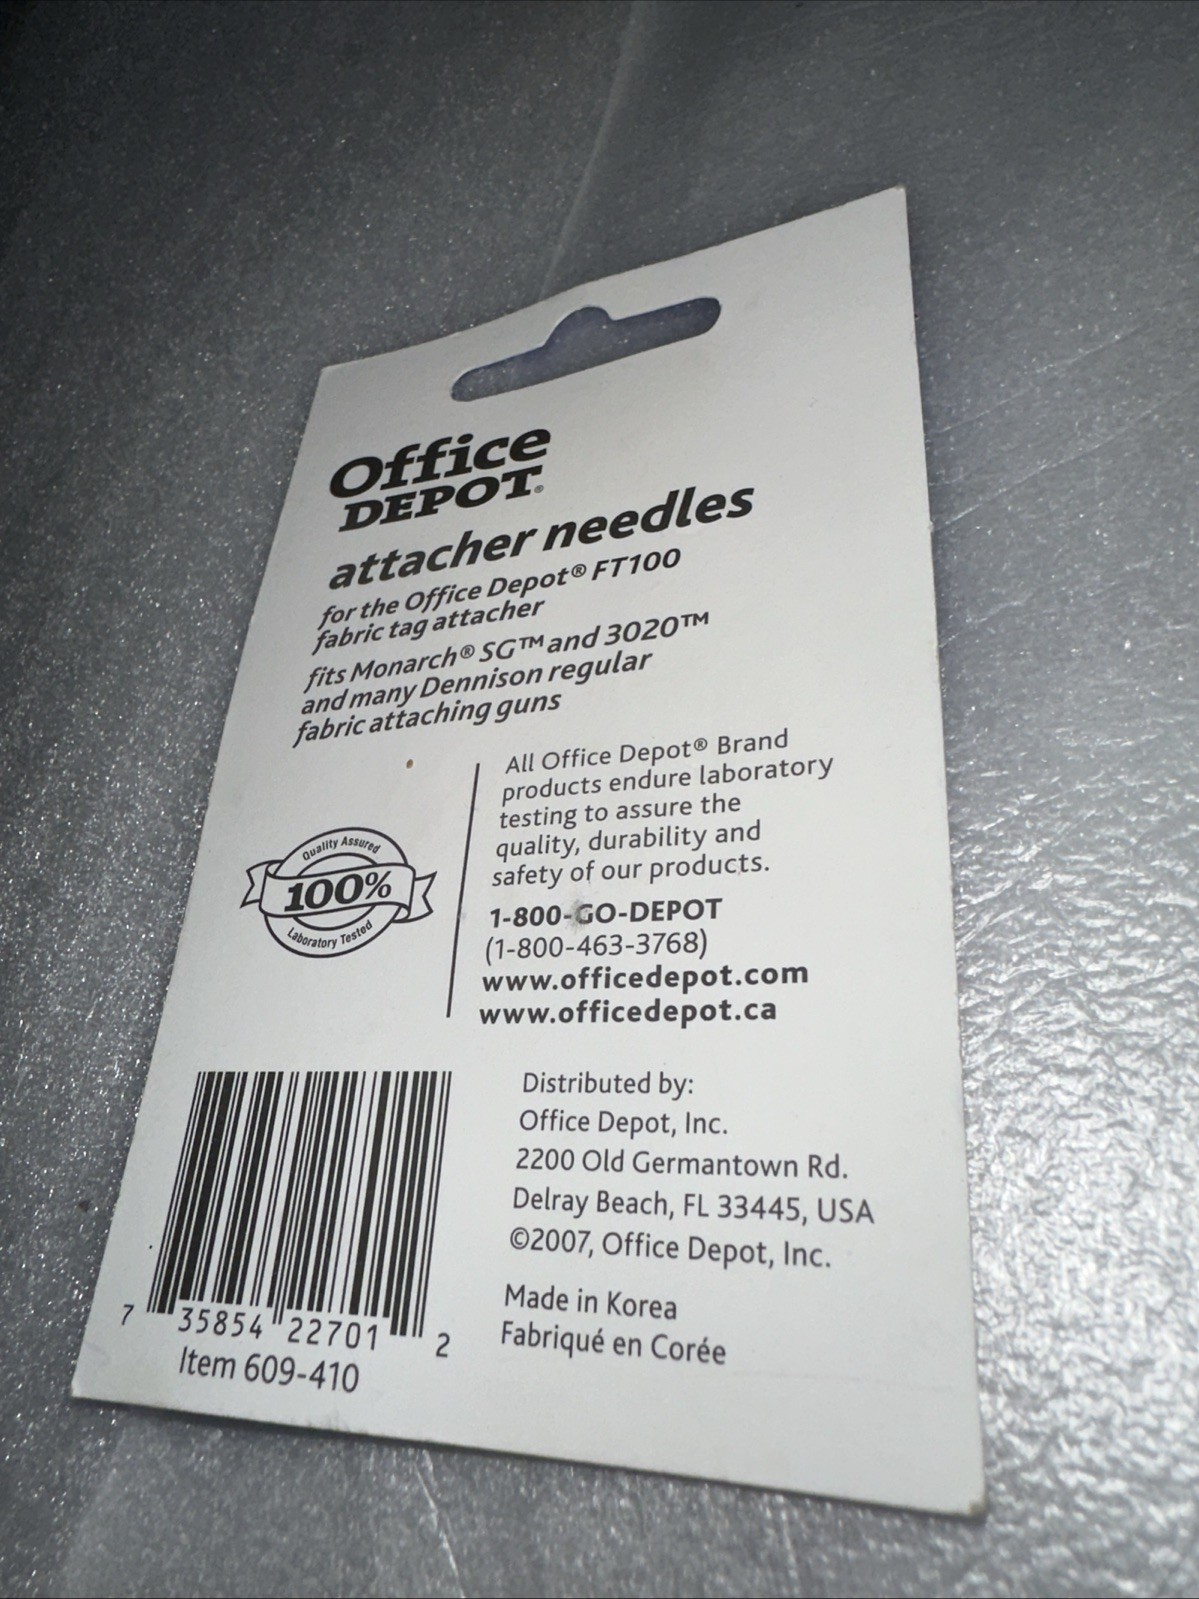 Office
DEPOT®
attacher needles
for the Office Depot® FT100
fabric tag attacher
fits Monarch® SG™ and 3020™
and many Dennison regular
fabric attaching guns
All Office Depot® Brand
products endure laboratory
testing to assure the
quality, durability and
safety of our products.
Quality Assured
100%
Laboratory Tested
1-800-GO-DEPOT
(1-800-463-3768)
www.officedepot.com
www.officedepot.ca
Distributed by:
Office Depot, Inc.
2200 Old Germantown Rd.
Delray Beach, FL 33445, USA
©2007, Office Depot, Inc.
Made in Korea
Fabriqué en Corée
7 35854 22701 2
Item 609-410